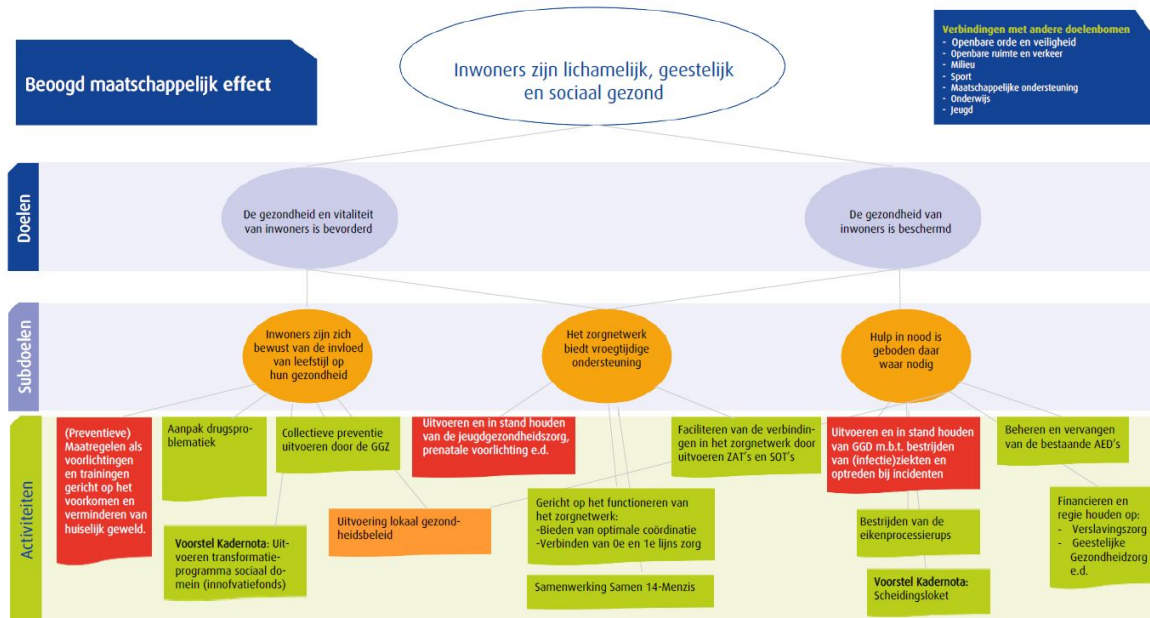 Beoogd maatschappelijk effect
Inwoners zijn lichamelijk, geestelijk
en sociaal gezond
Verbindingen met andere doelenbomen
- Openbare orde en veiligheid
- Openbare ruimte en verkeer
- Milieu
- Sport
- Maatschappelijke ondersteuning
- Onderwijs
- Jeugd
Doelen
De gezondheid en vitaliteit
van inwoners is bevorderd
De gezondheid van
inwoners is beschermd
Subdoelen
Inwoners zijn zich
bewust van de invloed
van leefstijl op
hun gezondheid
Het zorgnetwerk
biedt vroegtijdige
ondersteuning
Hulp in nood is
geboden daar
waar nodig
Activiteiten
(Preventieve)
Maatregelen als
voorlichtingen
en trainingen
gericht op het
voorkomen en
verminderen van
huiselijk geweld.
Aanpak drugspro-
blematiek
Collectieve preventie
uitvoeren door de GGZ
Uitvoeren en in stand houden
van de jeugdgezondheidszorg,
prenatale voorlichting e.d.
Faciliteren van de verbindin-
gen in het zorgnetwerk door
uitvoeren ZAT's en SOT's
Uitvoeren en in stand houden
van GGD m.b.t. bestrijden
van (infectie)ziekten en
optreden bij incidenten
Beheren en vervangen
van de bestaande AED's
Voorstel Kadernota: Uit-
voeren transformatie-
programma sociaal do-
mein (innofvatiefonds)
Uitvoering lokaal gezond-
heidsbeleid
Gericht op het functioneren van
het zorgnetwerk:
-Bieden van optimale coördinatie
-Verbinden van 0e en 1e lijns zorg
Samenwerking Samen 14-Menzis
Bestrijden van de
eikenprocessierups
Voorstel Kadernota:
Scheidingsloket
Financieren en
regie houden op:
- Verslavingszorg
- Geestelijke
Gezondheidzorg
e.d.